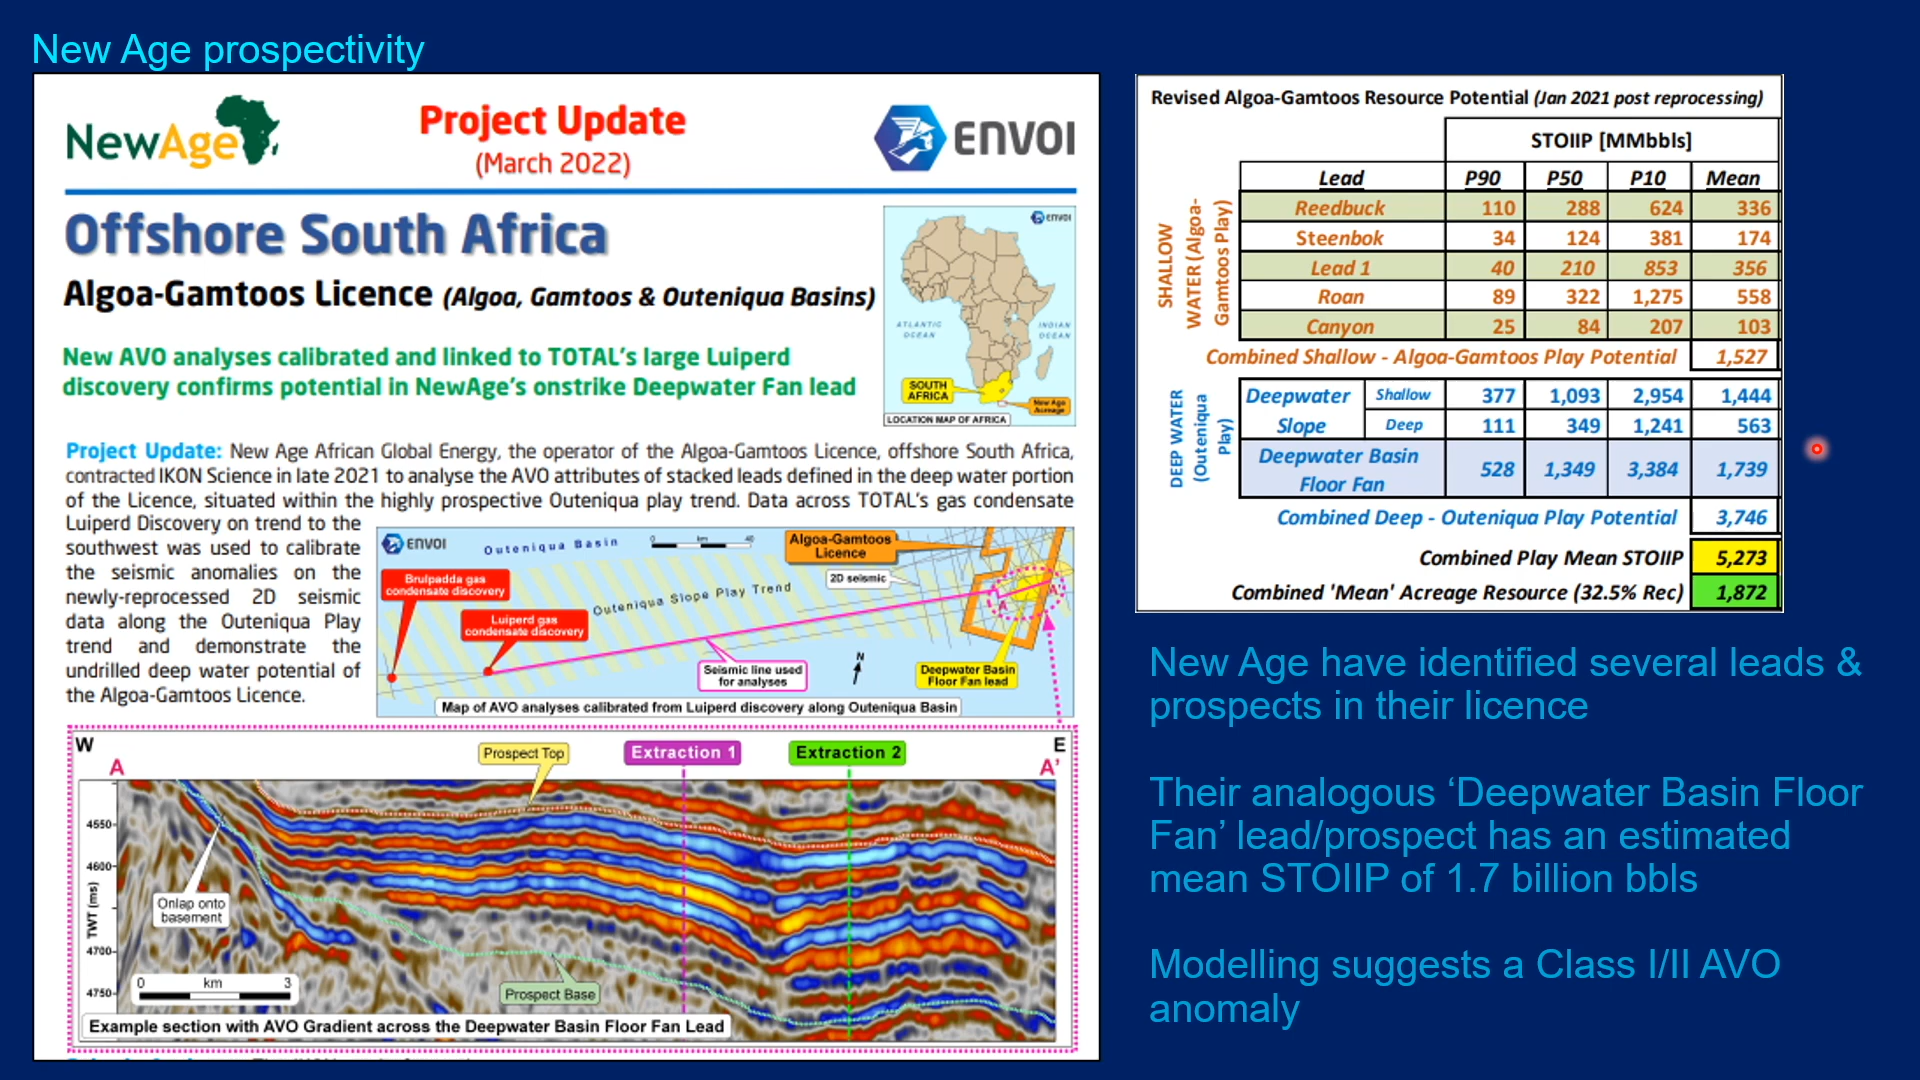 New Age prospectivity
NewAge
Project Update
(March 2022)
ENVOI
Offshore South Africa
Algoa-Gamtoos Licence (Algoa, Gamtoos & Outeniqua Basins)
New AVO analyses calibrated and linked to TOTAL's large Luiperd
discovery confirms potential in NewAge's onstrike Deepwater Fan lead
ENVOI
ATLANTIC
OCEAN
INDIAN
OCEAN
SOUTH
AFRICA
New Age
Acreage
LOCATION MAP OF AFRICA
Project Update: New Age African Global Energy, the operator of the Algoa-Gamtoos Licence, offshore South Africa,
contracted IKON Science in late 2021 to analyse the AVO attributes of stacked leads defined in the deep water portion
of the Licence, situated within the highly prospective Outeniqua play trend. Data across TOTAL's gas condensate
Luiperd Discovery on trend to the
southwest was used to calibrate
the seismic anomalies on the
newly-reprocessed 2D seismic
data along the Outeniqua Play
trend and demonstrate the
undrilled deep water potential of
the Algoa-Gamtoos Licence.
ENVOI
Outeniqua Basin
0 km 40
Algoa-Gamtoos
Licence
2D seismic
Brulpadda gas
condensate discovery
Outeniqua Slope Play Trend
A
A'
Luiperd gas
condensate discovery
Seismic line used
for analyses
N
Deepwater Basin
Floor Fan lead
Map of AVO analyses calibrated from Luiperd discovery along Outeniqua Basin
W
E
A
A'
Prospect Top
Extraction 1
Extraction 2
4550
4600
4700
4750
TWT (ms)
Onlap onto
basement
0 km 3
Prospect Base
Example section with AVO Gradient across the Deepwater Basin Floor Fan Lead
Revised Algoa-Gamtoos Resource Potential (Jan 2021 post reprocessing)
STOIIP [MMbbls]
Lead P90 P50 P10 Mean
SHALLOW
WATER (Algoa-
Gamtoos Play)
Reedbuck 110 288 624 336
Steenbok 34 124 381 174
Lead 1 40 210 853 356
Roan 89 322 1,275 558
Canyon 25 84 207 103
Combined Shallow - Algoa-Gamtoos Play Potential 1,527
DEEP WATER
(Outeniqua
Play)
Deepwater Shallow 377 1,093 2,954 1,444
Slope Deep 111 349 1,241 563
Deepwater Basin
Floor Fan 528 1,349 3,384 1,739
Combined Deep - Outeniqua Play Potential 3,746
Combined Play Mean STOIIP 5,273
Combined 'Mean' Acreage Resource (32.5% Rec) 1,872
New Age have identified several leads &
prospects in their licence
Their analogous ‘Deepwater Basin Floor
Fan’ lead/prospect has an estimated
mean STOIIP of 1.7 billion bbls
Modelling suggests a Class I/II AVO
anomaly